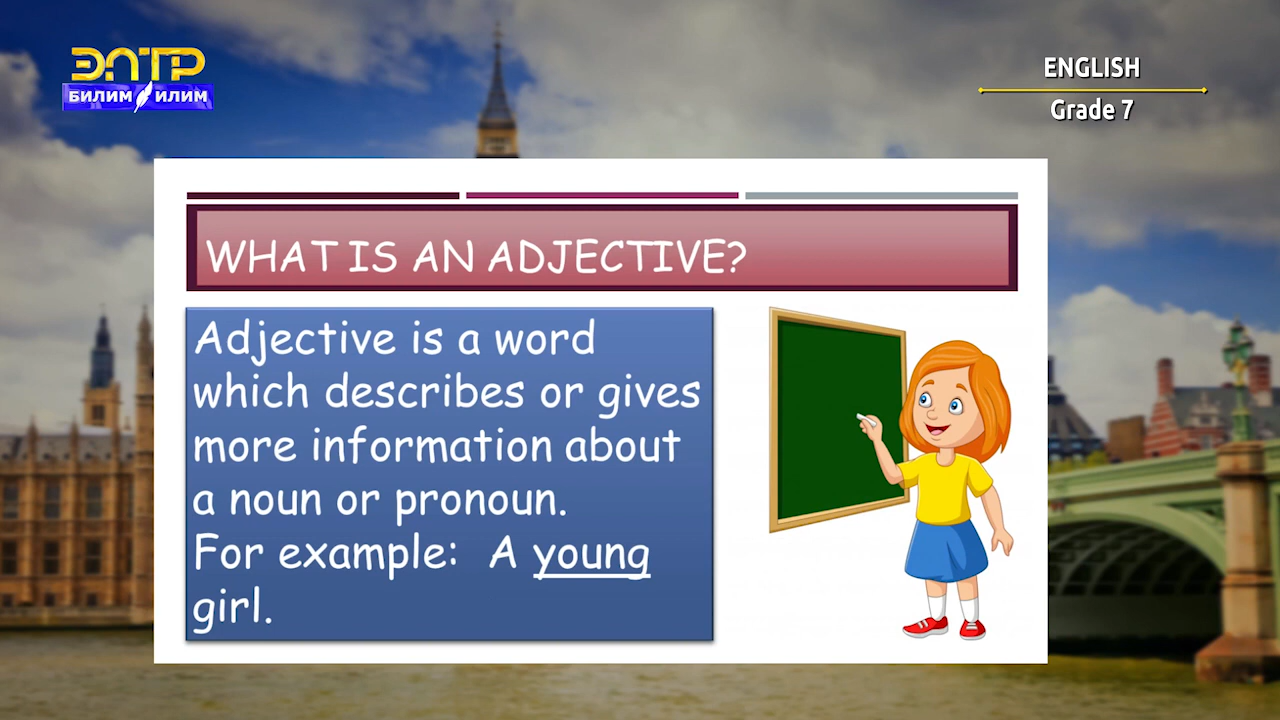 ЭЛТР
БИЛИМ ИЛИМ
ENGLISH
Grade 7
WHAT IS AN ADJECTIVE?
Adjective is a word
which describes or gives
more information about
a noun or pronoun.
For example: A young
girl.